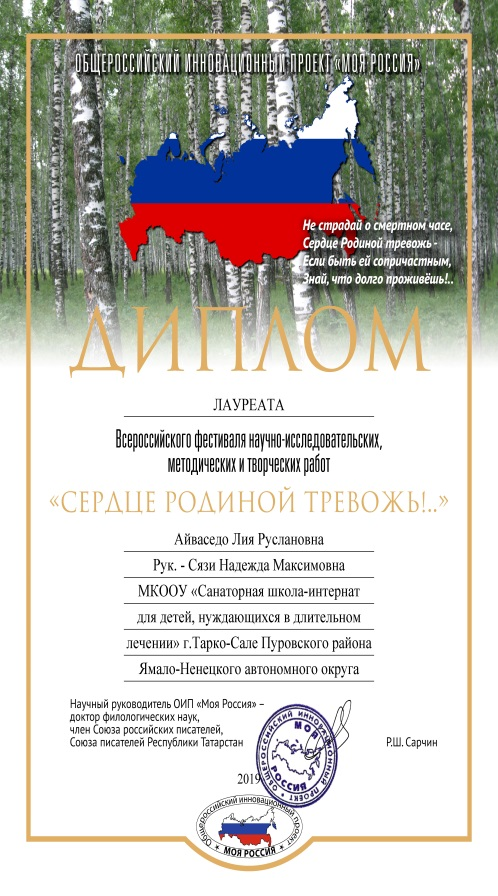 ОБЩЕРОССИЙСКИЙ ИННОВАЦИОННЫЙ ПРОЕКТ «МОЯ РОССИЯ»
Не страдай о смертном часе,
Сердце Родиной тревожь -
Если быть ей сопричастным,
Знай, что долго проживёшь!..
ДИПЛОМ
ЛАУРЕАТА
Всероссийского фестиваля научно-исследовательских,
методических и творческих работ
«СЕРДЦЕ РОДИНОЙ ТРЕВОЖЬ!..»
Айваседо Лия Руслановна
Рук. - Сязи Надежда Максимовна
МКООУ «Санаторная школа-интернат
для детей, нуждающихся в длительном
лечении» г.Тарко-Сале Пуровского района
Ямало-Ненецкого автономного округа
Научный руководитель ОИП «Моя Россия» –
доктор филологических наук,
член Союза российских писателей,
Союза писателей Республики Татарстан
Р.Ш. Сарчин
ОБЩЕРОССИЙСКИЙ ИННОВАЦИОННЫЙ ПРОЕКТ
МОЯ
РОССИЯ
2019
Общероссийский инновационный проект
МОЯ РОССИЯ